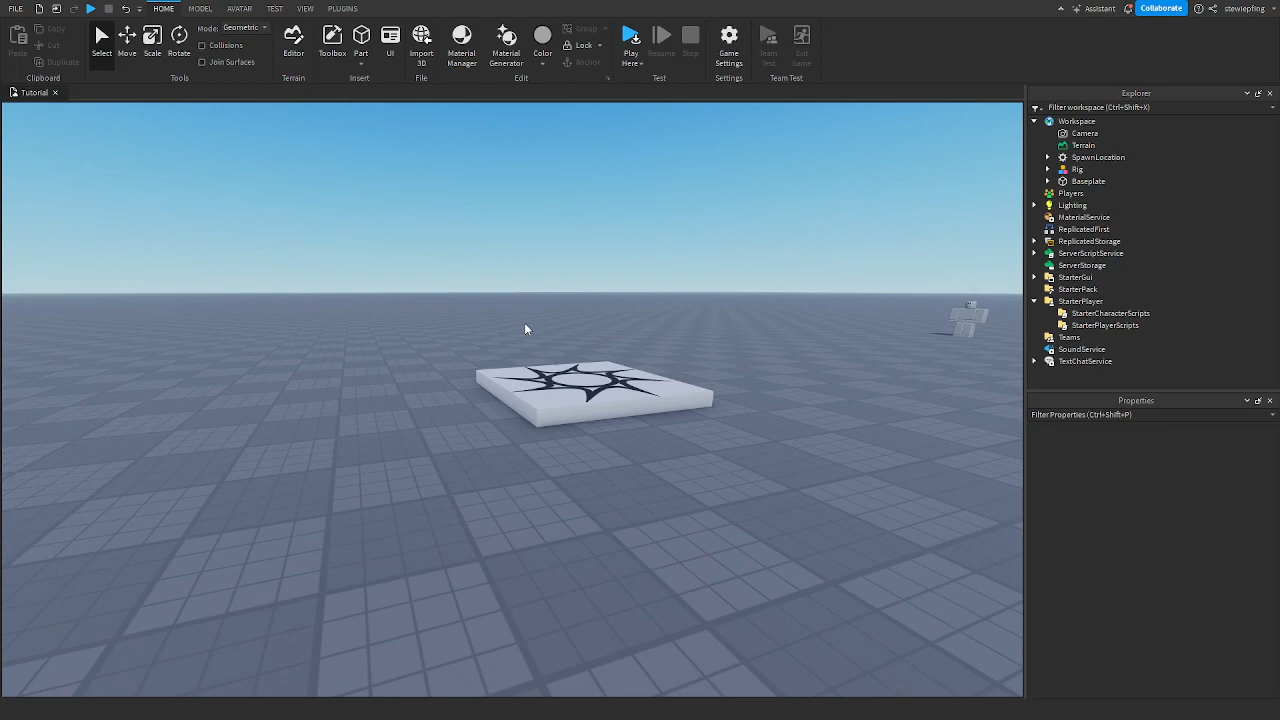 FILE HOME MODEL AVATAR TEST VIEW PLUGINS Assistant Collaborate stewiepfing
Paste Copy Cut Duplicate Clipboard
Select Move Scale Rotate Mode: Geometric Collisions Join Surfaces Tools
Editor Terrain
Toolbox Part UI Insert
Import 3D File
Material Manager Material Generator Color Group Lock Anchor Edit
Play Here Resume Stop Test
Game Settings Settings
Team Test Exit Game Team Test
Tutorial
Explorer
Filter workspace (Ctrl+Shift+X)
Workspace
Camera
Terrain
SpawnLocation
Rig
Baseplate
Players
Lighting
MaterialService
ReplicatedFirst
ReplicatedStorage
ServerScriptService
ServerStorage
StarterGui
StarterPack
StarterPlayer
StarterCharacterScripts
StarterPlayerScripts
Teams
SoundService
TextChatService
Properties
Filter Properties (Ctrl+Shift+P)